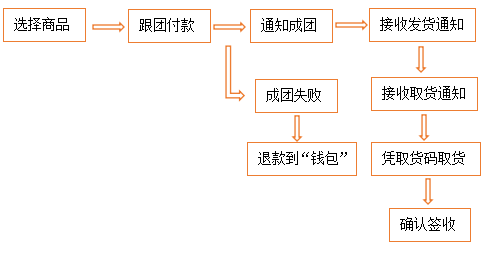 选择商品
跟团付款
通知成团
接收发货通知
成团失败
接收取货通知
退款到“钱包”
凭取货码取货
确认签收